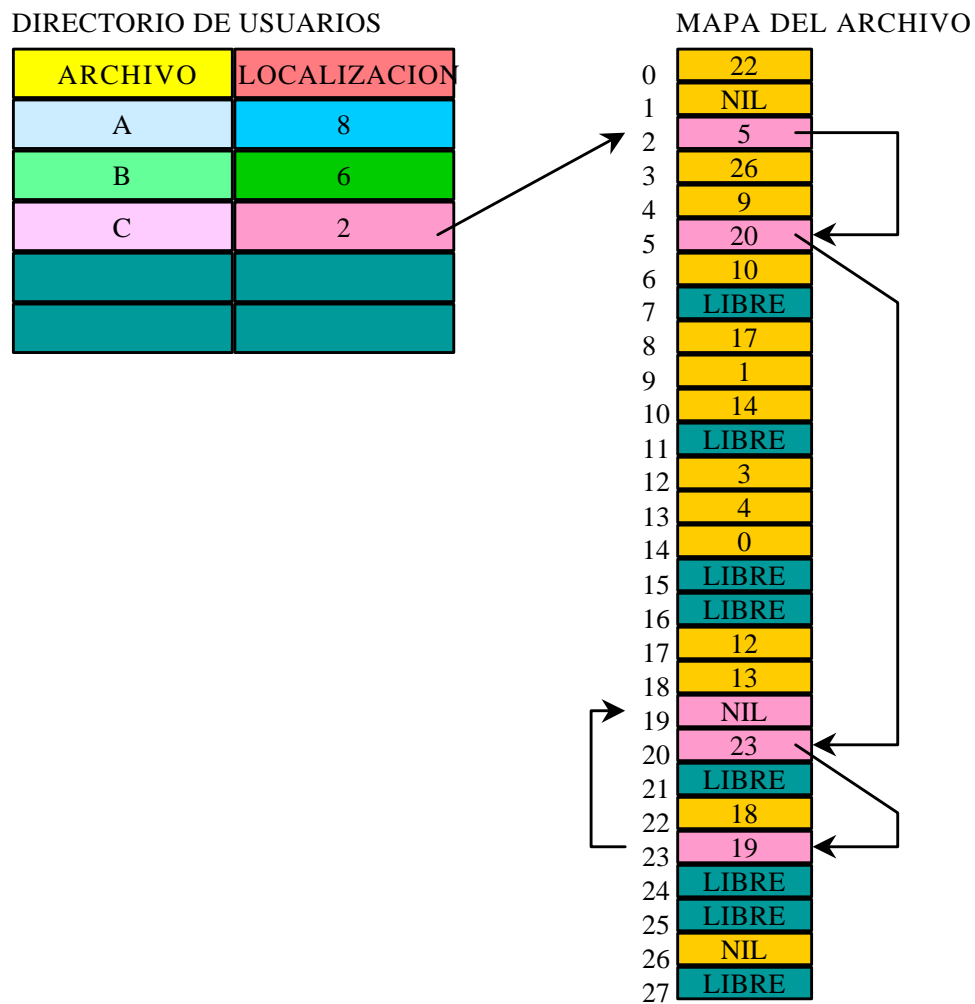 DIRECTORIO DE USUARIOS
ARCHIVO LOCALIZACION
A 8
B 6
C 2
MAPA DEL ARCHIVO
0 22
1 NIL
2 5
3 26
4 9
5 20
6 10
7 LIBRE
8 17
9 1
10 14
11 LIBRE
12 3
13 4
14 0
15 LIBRE
16 LIBRE
17 12
18 13
19 NIL
20 23
21 LIBRE
22 18
23 19
24 LIBRE
25 LIBRE
26 NIL
27 LIBRE